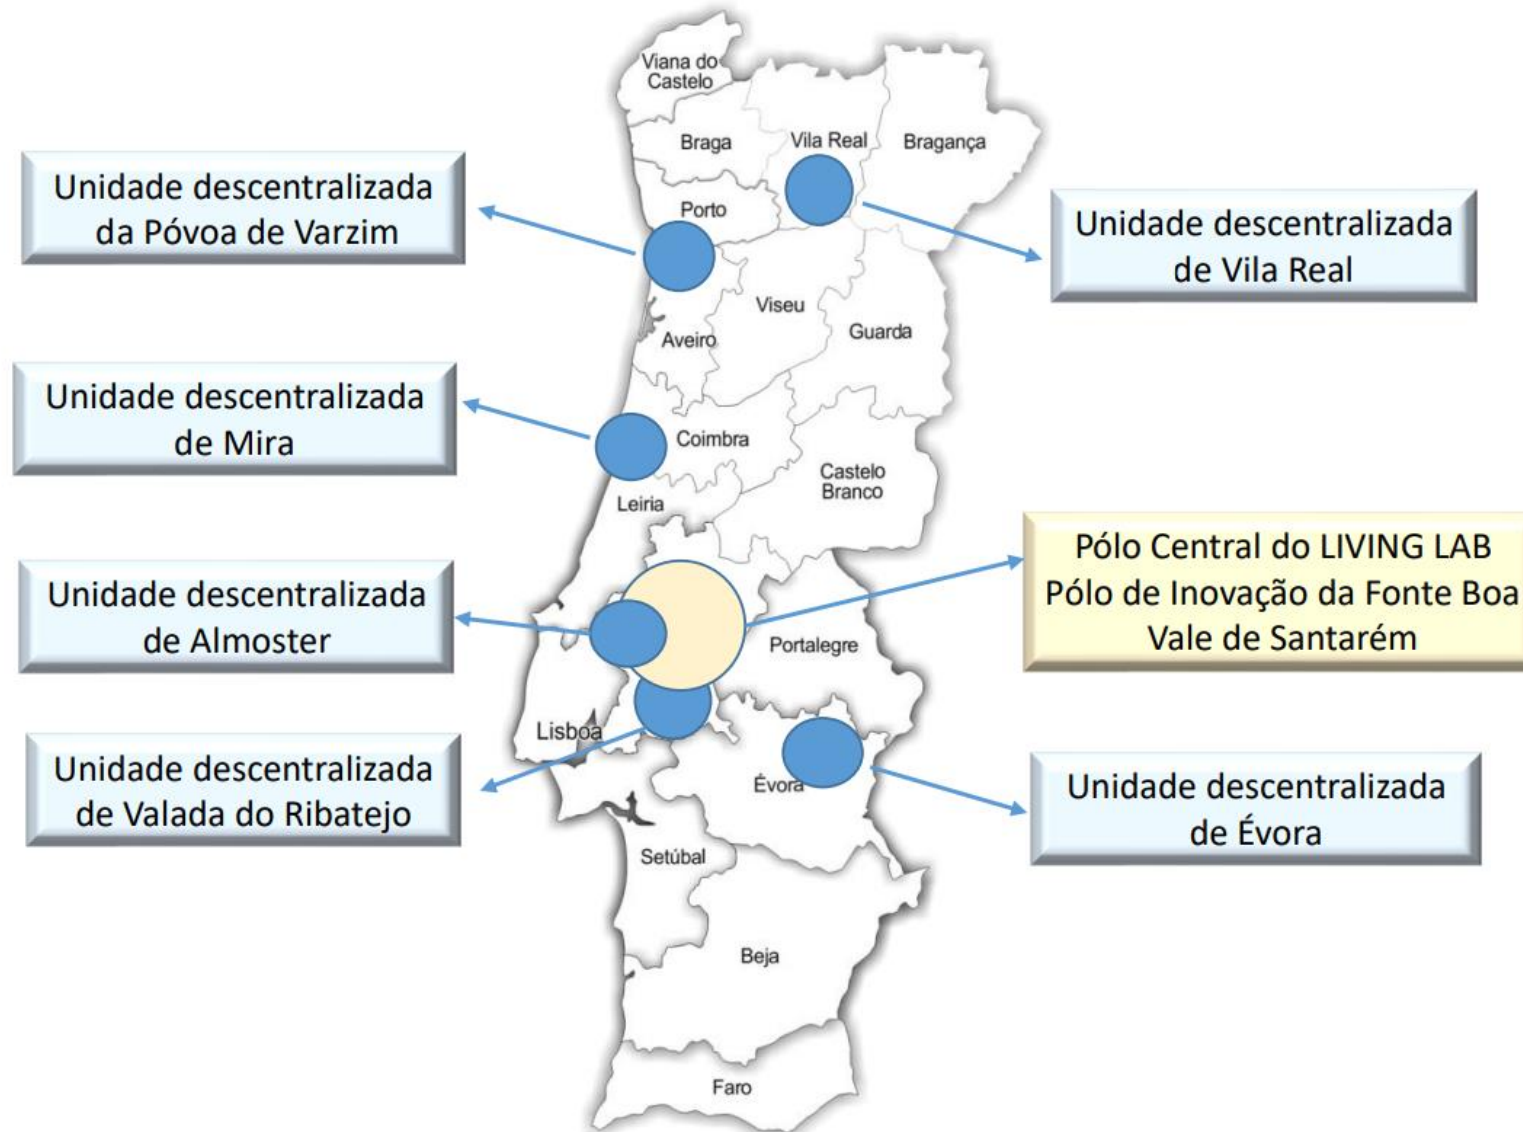 Viana do
Castelo
Braga
Vila Real
Bragança
Unidade descentralizada
da Póvoa de Varzim
Porto
Unidade descentralizada
de Vila Real
Viseu
Guarda
Aveiro
Unidade descentralizada
de Mira
Coimbra
Castelo
Branco
Leiria
Pólo Central do LIVING LAB
Pólo de Inovação da Fonte Boa
Vale de Santarém
Unidade descentralizada
de Almoster
Portalegre
Lisboa
Unidade descentralizada
de Valada do Ribatejo
Évora
Unidade descentralizada
de Évora
Setúbal
Beja
Faro